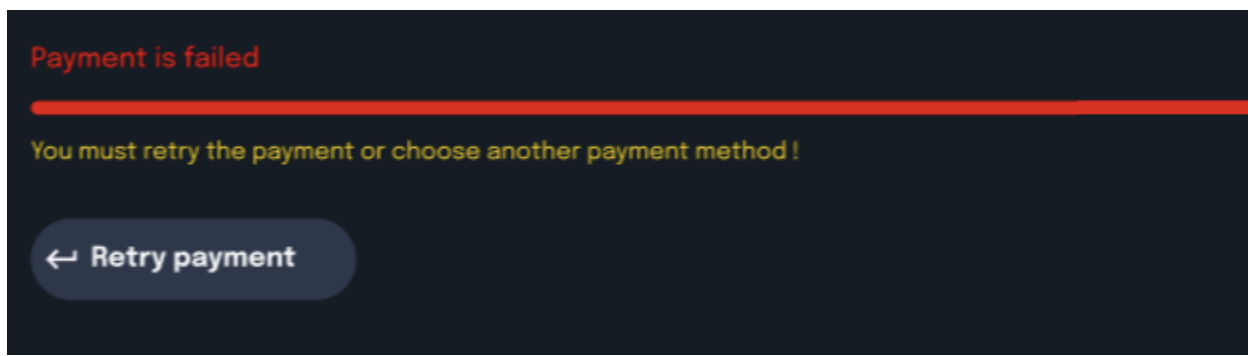 Payment is failed
You must retry the payment or choose another payment method !
Retry payment